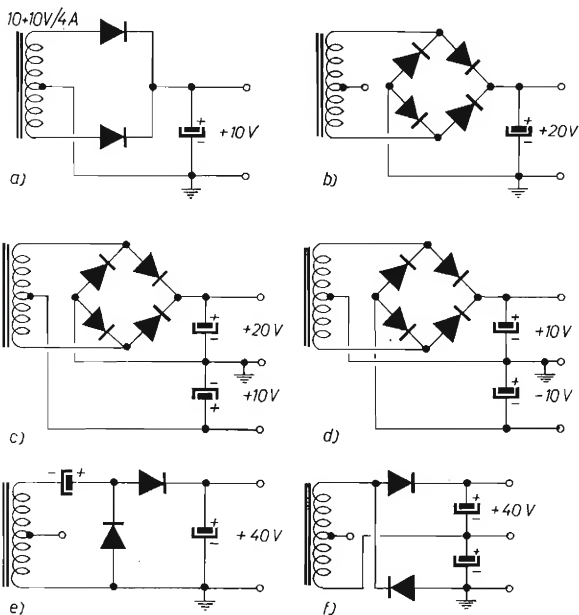 10+10V/4A
+
+10V
-
a)
+
+20V
-
b)
+
+20V
-
-
+10V
+
c)
+
+10V
-
+
-10V
-
d)
- +
+
+40V
-
e)
+
+40V
-
+
-
f)